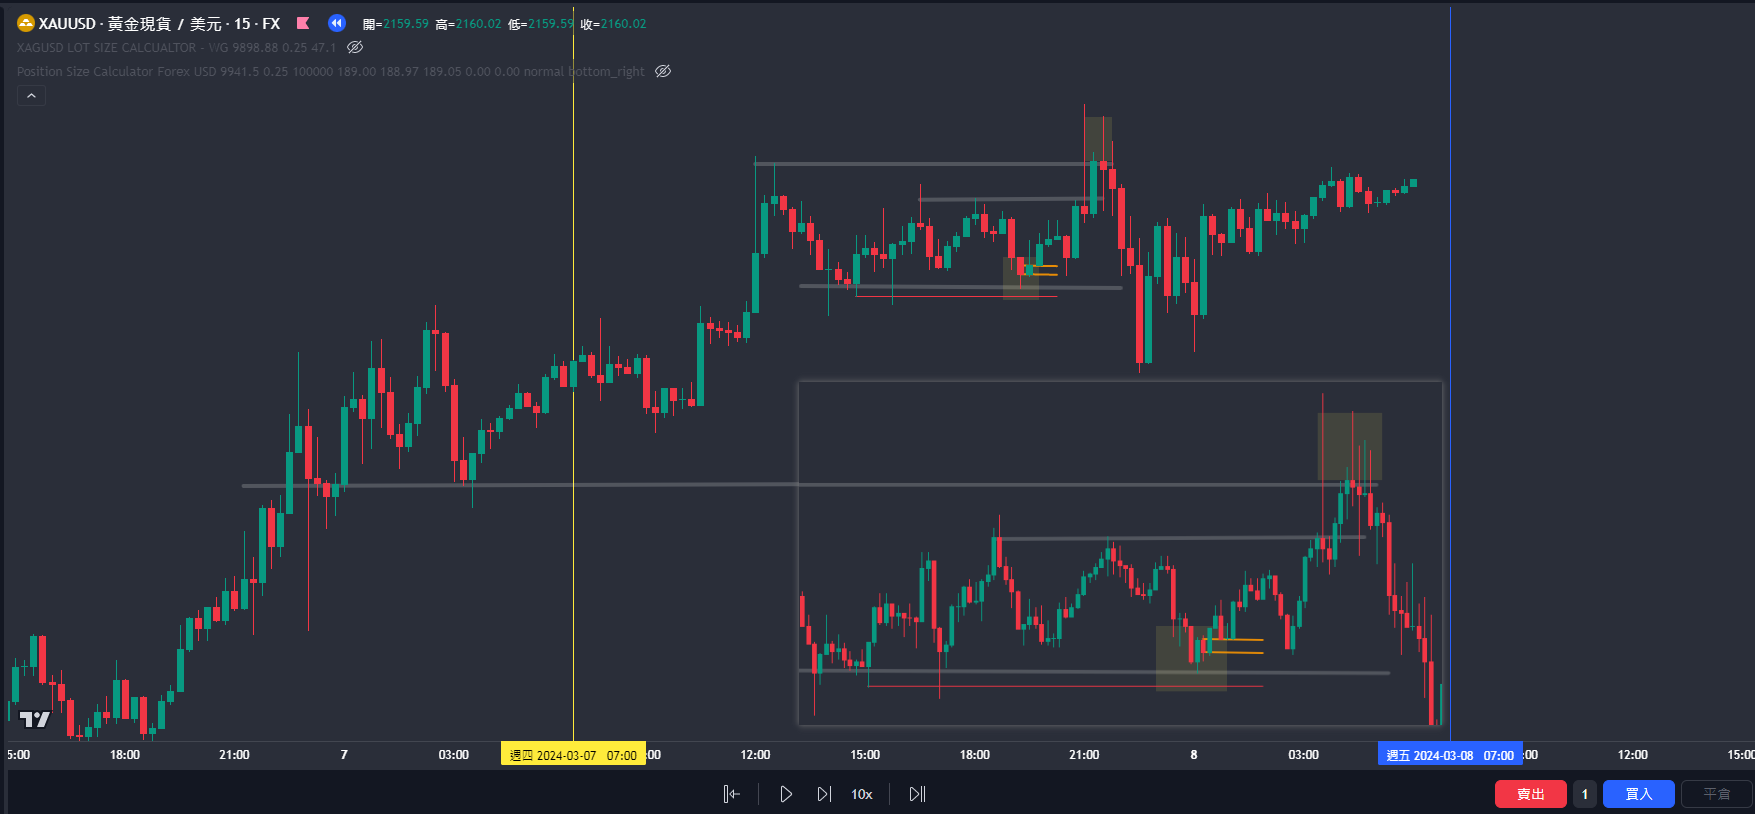 XAUUSD · 黃金現貨 / 美元 · 15 · FX 開=2159.59 高=2160.02 低=2159.59 收=2160.02
XAGUSD LOT SIZE CALCUALTOR - WG 9898.88 0.25 47.1
Position Size Calculator Forex USD 9941.5 0.25 100000 189.00 188.97 189.05 0.00 0.00 normal bottom_right
5:00 18:00 21:00 7 03:00 週四 2024-03-07 07:00 :00 12:00 15:00 18:00 21:00 8 03:00 週五 2024-03-08 07:00 :00 12:00 15:00
10x 賣出 1 買入 平倉